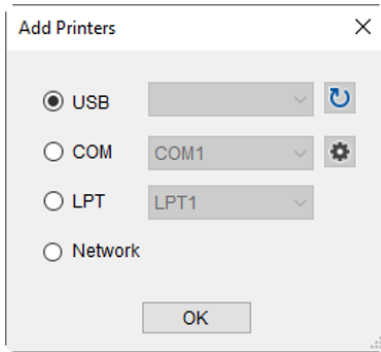 Add Printers
USB
COM COM1
LPT LPT1
Network
OK